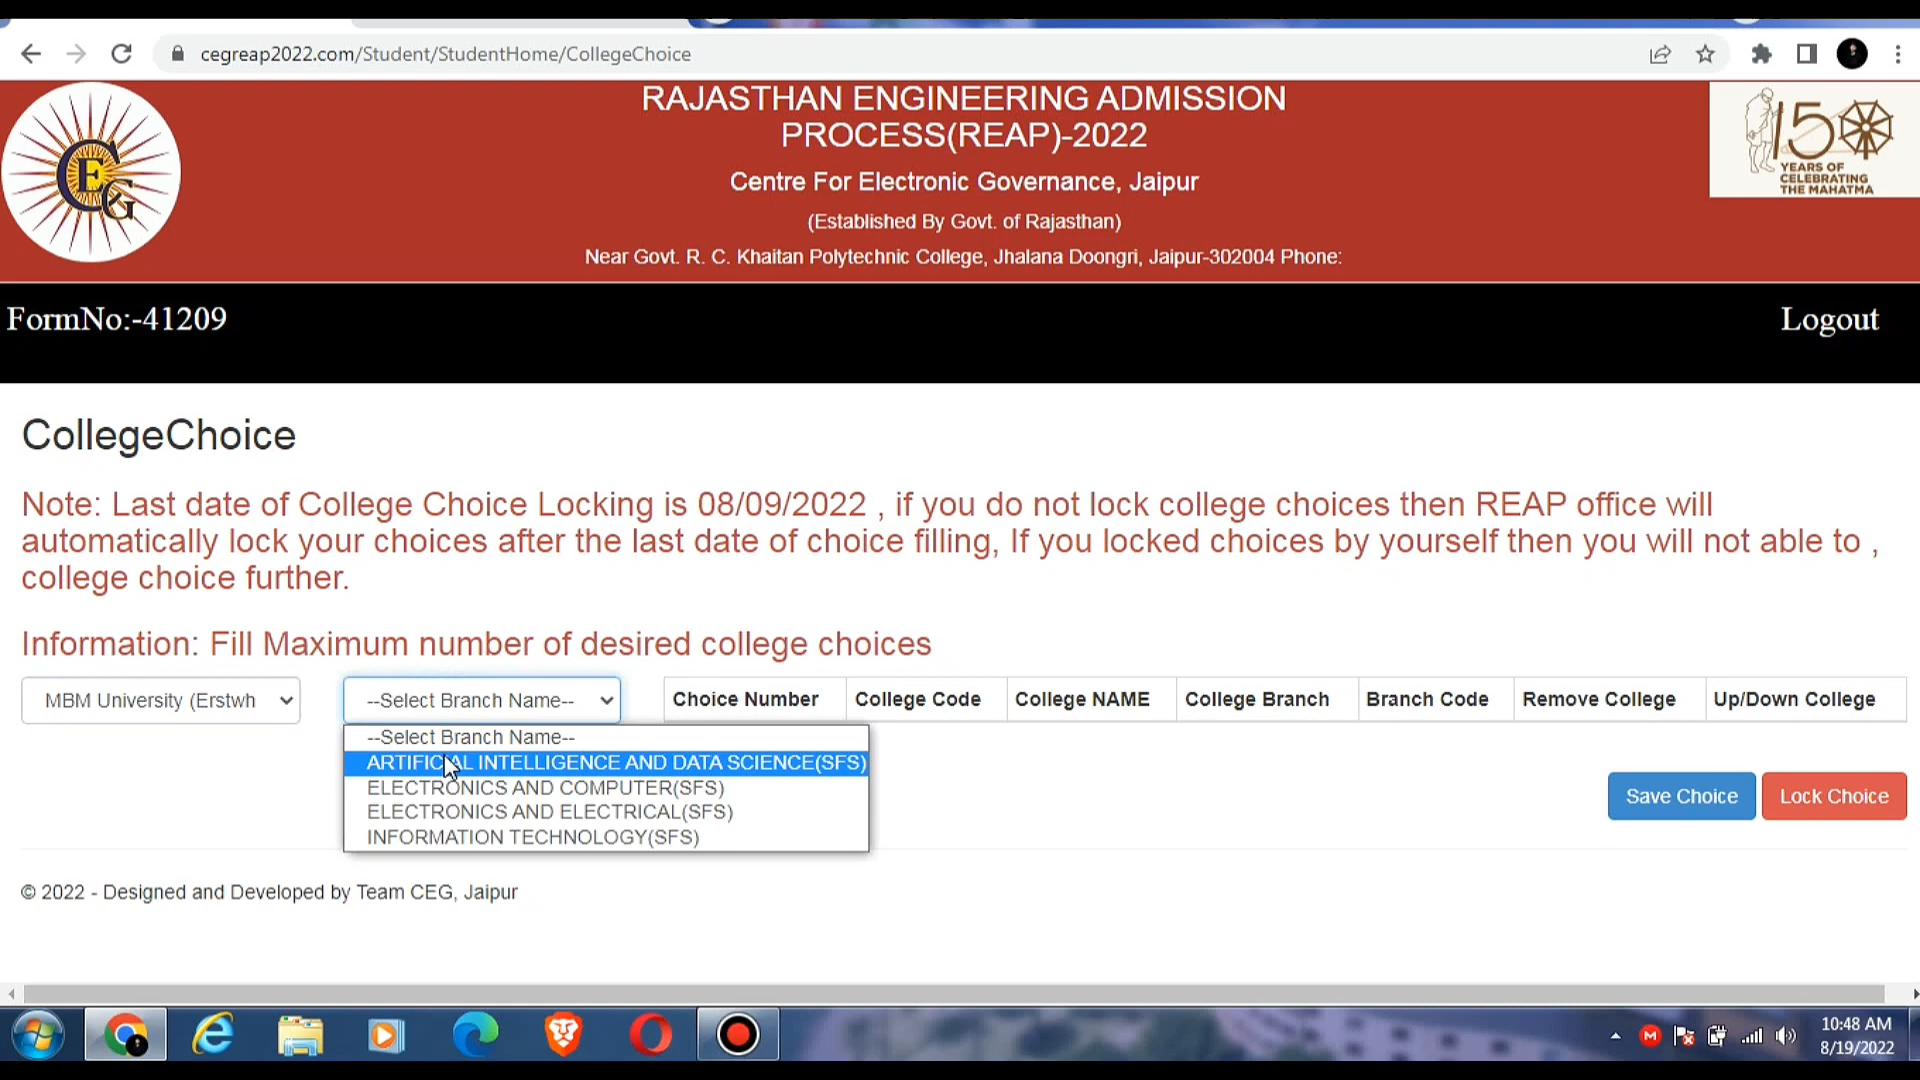 cegreap2022.com/Student/StudentHome/CollegeChoice
RAJASTHAN ENGINEERING ADMISSION
PROCESS(REAP)-2022
Centre For Electronic Governance, Jaipur
(Established By Govt. of Rajasthan)
Near Govt. R. C. Khaitan Polytechnic College, Jhalana Doongri, Jaipur-302004 Phone:
CEG
150
YEARS OF
CELEBRATING
THE MAHATMA
FormNo:-41209
Logout
CollegeChoice
Note: Last date of College Choice Locking is 08/09/2022 , if you do not lock college choices then REAP office will
automatically lock your choices after the last date of choice filling, If you locked choices by yourself then you will not able to ,
college choice further.
Information: Fill Maximum number of desired college choices
MBM University (Erstwh
--Select Branch Name--
Choice Number College Code College NAME College Branch Branch Code Remove College Up/Down College
--Select Branch Name--
ARTIFICIAL INTELLIGENCE AND DATA SCIENCE(SFS)
ELECTRONICS AND COMPUTER(SFS)
ELECTRONICS AND ELECTRICAL(SFS)
INFORMATION TECHNOLOGY(SFS)
Save Choice
Lock Choice
© 2022 - Designed and Developed by Team CEG, Jaipur
10:48 AM
8/19/2022